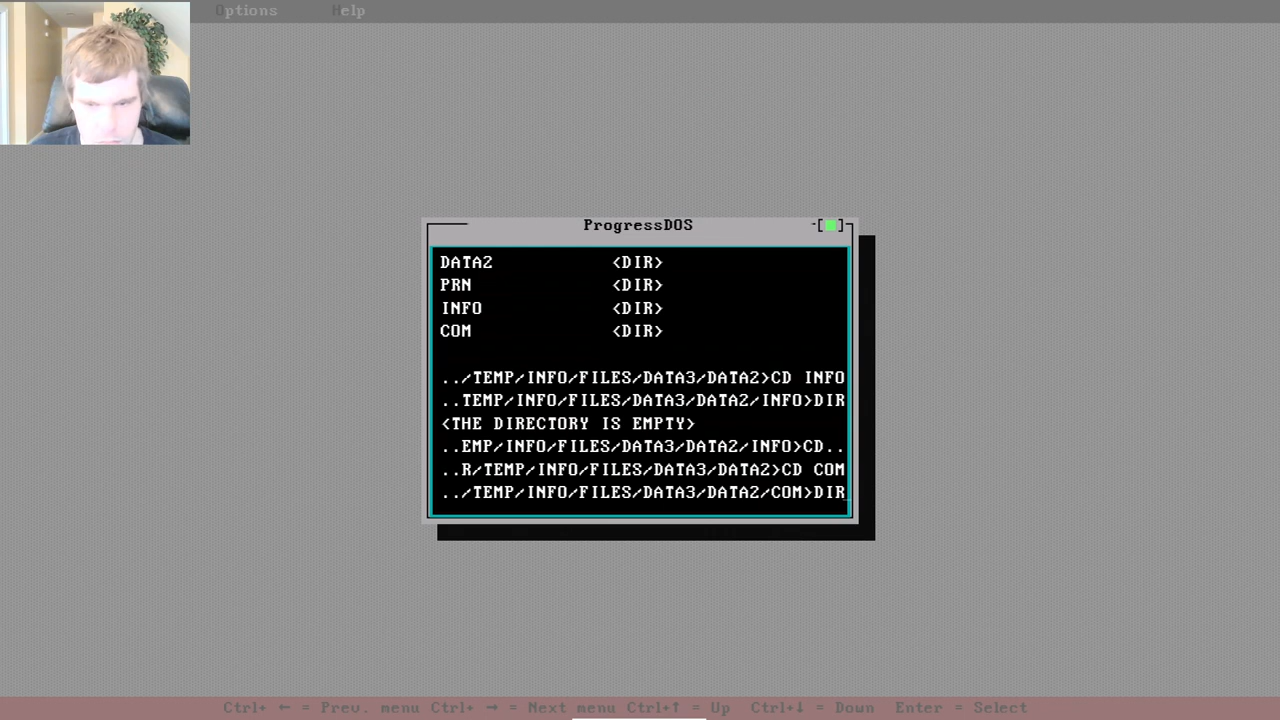 Options Help
ProgressDOS
DATA2 <DIR>
PRN <DIR>
INFO <DIR>
COM <DIR>
../TEMP/INFO/FILES/DATA3/DATA2>CD INFO
..TEMP/INFO/FILES/DATA3/DATA2/INFO>DIR
<THE DIRECTORY IS EMPTY>
..EMP/INFO/FILES/DATA3/DATA2/INFO>CD..
..R/TEMP/INFO/FILES/DATA3/DATA2>CD COM
../TEMP/INFO/FILES/DATA3/DATA2/COM>DIR_
Ctrl+ ← = Prev. menu Ctrl+ → = Next menu Ctrl+↑ = Up Ctrl+↓ = Down Enter = Select